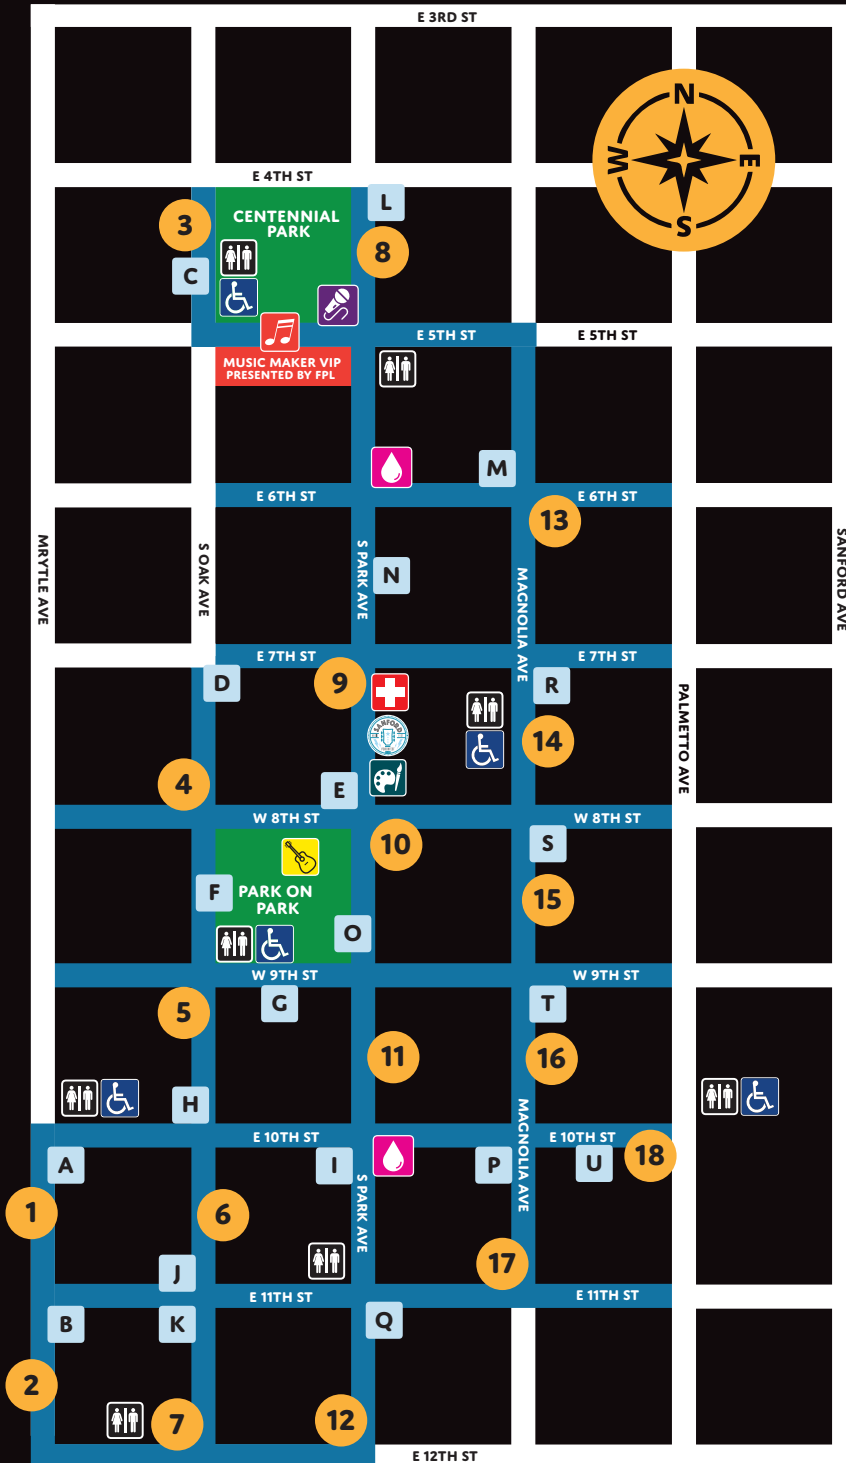 E 3RD ST
N
W
E
S
E 4TH ST
CENTENNIAL
PARK
3
L
8
C
E 5TH ST
E 5TH ST
MUSIC MAKER VIP
PRESENTED BY FPL
M
E 6TH ST
E 6TH ST
13
MRYTLE AVE
S OAK AVE
S PARK AVE
N
MAGNOLIA AVE
SANFORD AVE
E 7TH ST
E 7TH ST
D
9
R
PALMETTO AVE
SANFORD
14
4
E
W 8TH ST
W 8TH ST
10
S
F
PARK ON
PARK
15
O
W 9TH ST
W 9TH ST
5
G
T
11
16
H
MAGNOLIA AVE
E 10TH ST
E 10TH ST
A
I
P
U
18
S PARK AVE
1
6
17
J
E 11TH ST
E 11TH ST
B
K
Q
2
7
12
E 12TH ST